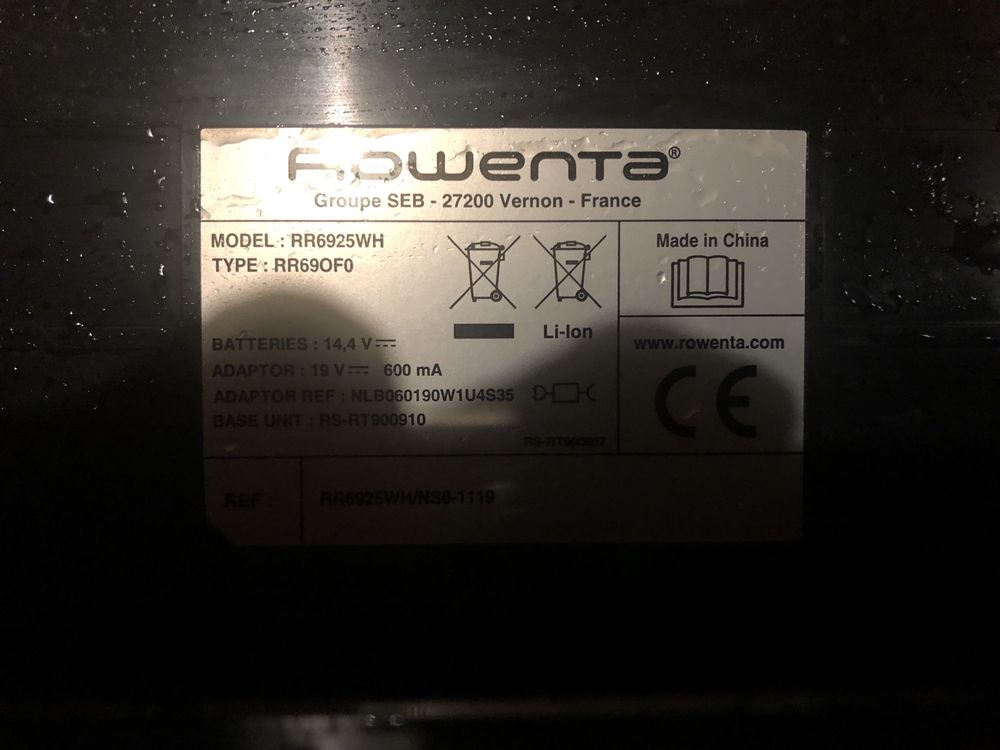 Rowenta®
Groupe SEB - 27200 Vernon - France
MODEL : RR6925WH
TYPE : RR69OF0
Made in China
Li-Ion
BATTERIES : 14,4 V
ADAPTOR : 19 V 600 mA
ADAPTOR REF : NLB060190W1U4S35
BASE UNIT : RS-RT900910
www.rowenta.com
CE
REF :
RR6925WH/NS0-1119